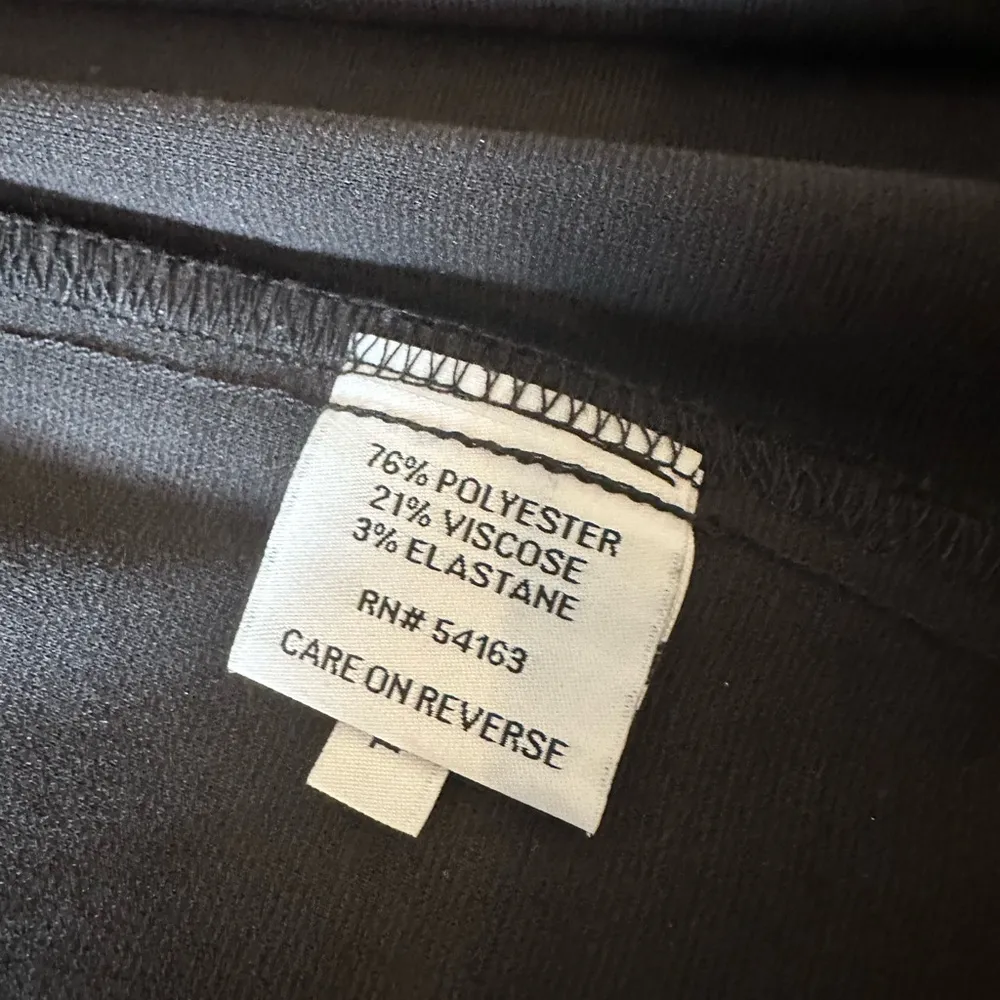 76% POLYESTER
21% VISCOSE
3% ELASTANE
RN# 54163
CARE ON REVERSE